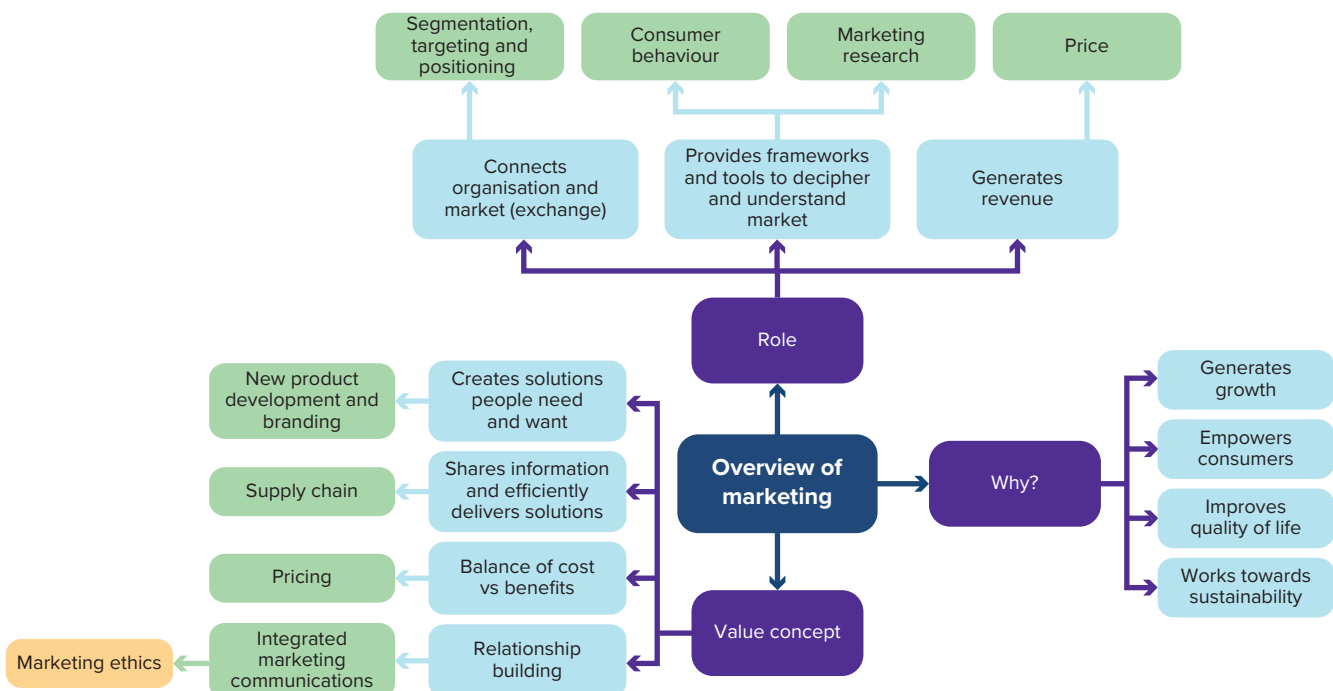 Segmentation,
targeting and
positioning
Consumer
behaviour
Marketing
research
Price
Connects
organisation and
market (exchange)
Provides frameworks
and tools to decipher
and understand
market
Generates
revenue
Role
Overview of
marketing
Why?
Generates
growth
Empowers
consumers
Improves
quality of life
Works towards
sustainability
Value concept
Creates solutions
people need
and want
New product
development and
branding
Shares information
and efficiently
delivers solutions
Supply chain
Balance of cost
vs benefits
Pricing
Relationship
building
Integrated
marketing
communications
Marketing ethics